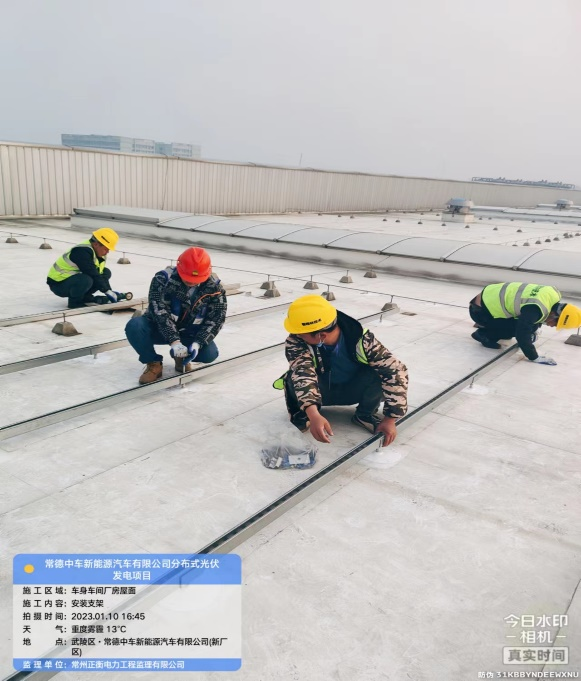 常德中车新能源汽车有限公司分布式光伏
发电项目
施工区域：车身车间厂房屋面
施工内容：安装支架
拍摄时间：2023.01.10 16:45
天　　气：重度雾霾 13℃
地　　点：武陵区·常德中车新能源汽车有限公司(新厂
区)
监理单位：常州正衡电力工程监理有限公司
今日水印
相机
真实时间
防伪 31KBBYNDEEWXNU